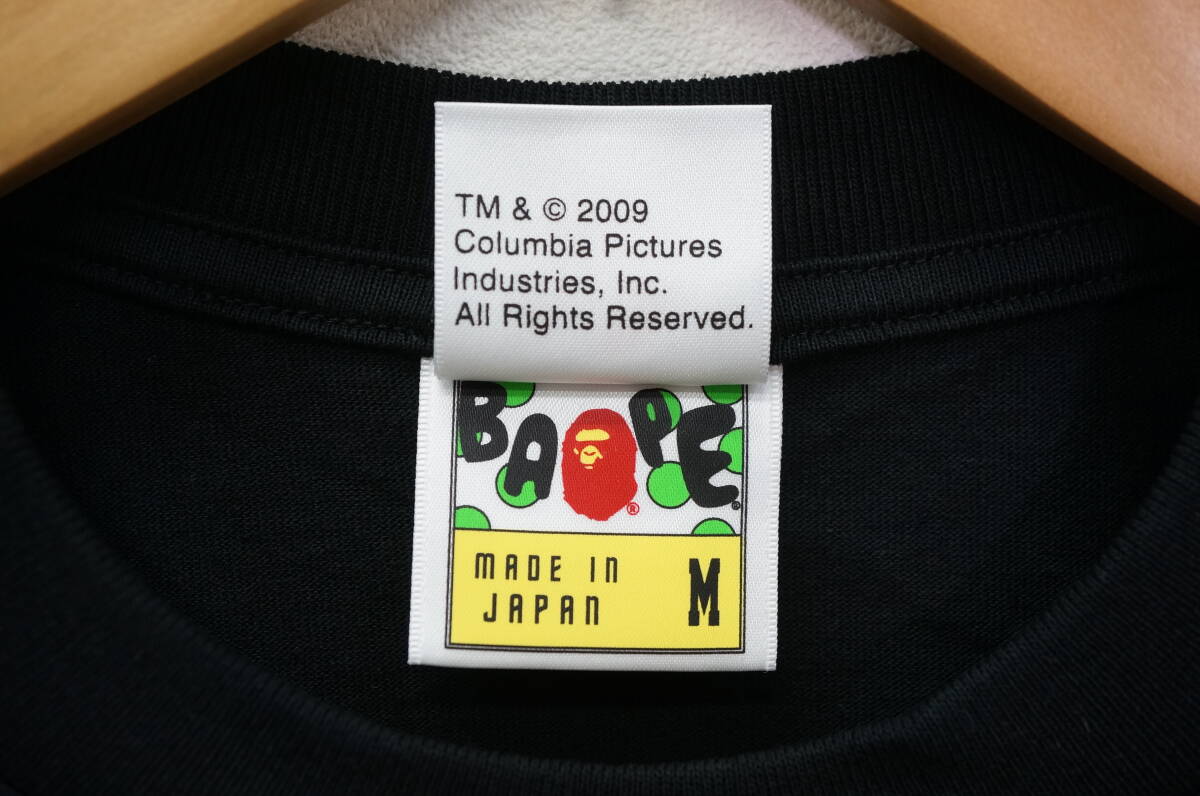 TM & © 2009
Columbia Pictures
Industries, Inc.
All Rights Reserved.
BAPE®
®
MADE IN
JAPAN
M